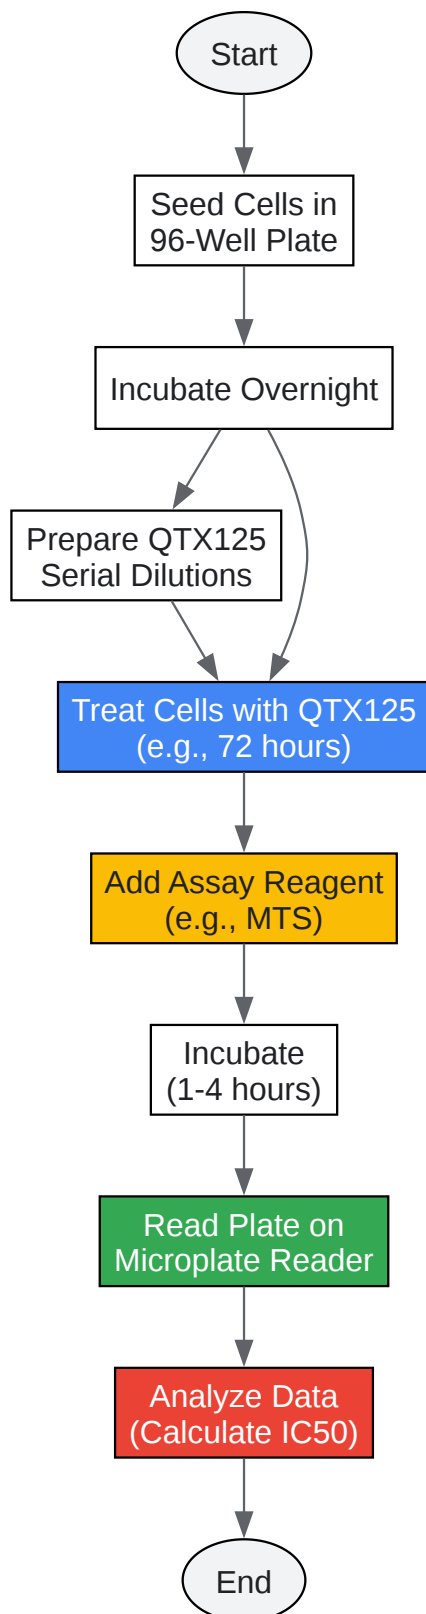 Start
Seed Cells in
96-Well Plate
Incubate Overnight
Prepare QTX125
Serial Dilutions
Treat Cells with QTX125
(e.g., 72 hours)
Add Assay Reagent
(e.g., MTS)
Incubate
(1-4 hours)
Read Plate on
Microplate Reader
Analyze Data
(Calculate IC50)
End